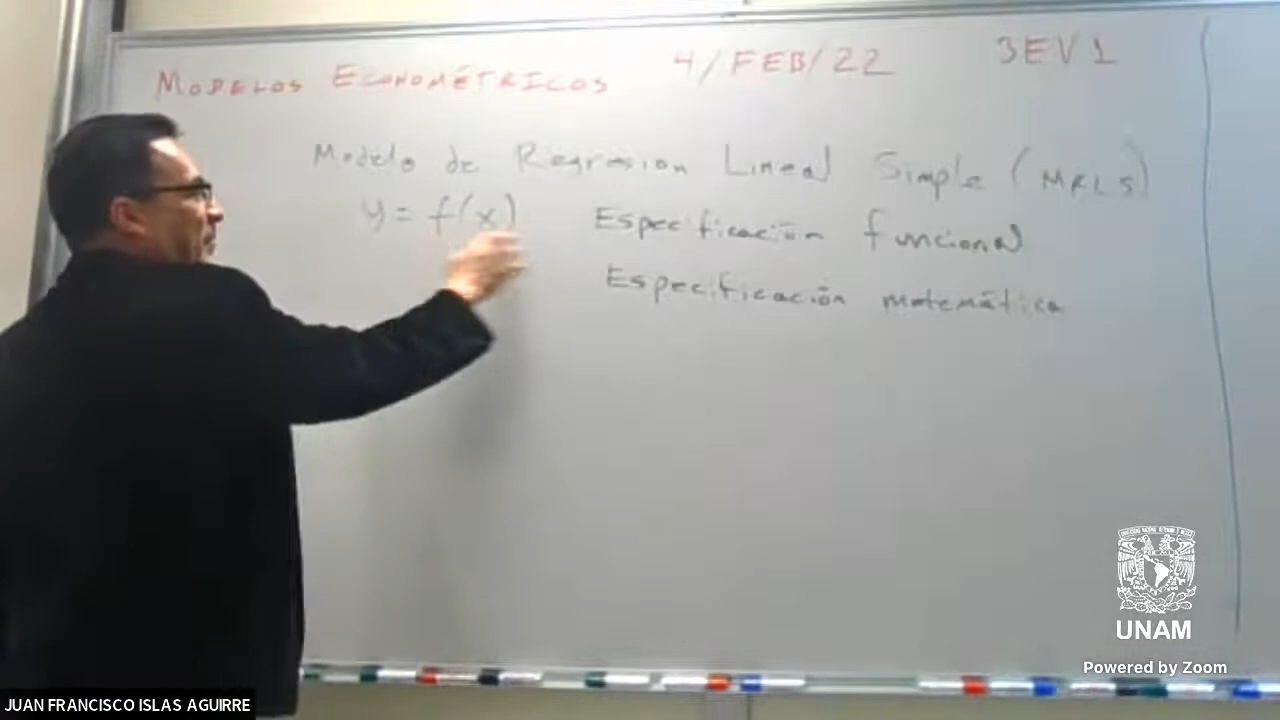 MODELOS ECONOMÉTRICOS 4/FEB/22 3EV1
Modelo de Regresion Lineal Simple (MRLS)
y = f(x) Especificación funcional
Especificación matemática
UNAM
Powered by Zoom
JUAN FRANCISCO ISLAS AGUIRRE